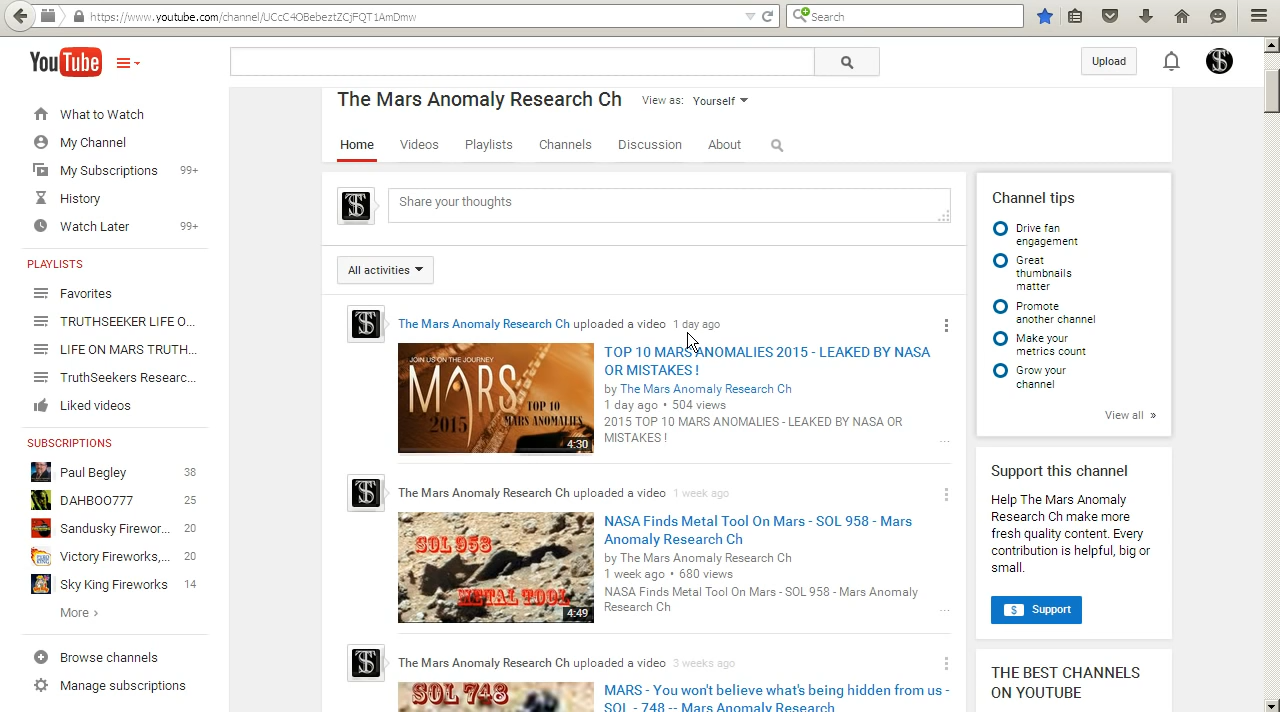 https://www.youtube.com/channel/UCcC4OBebeztZCjFQT1AmDmw
Search
YouTube
Upload
What to Watch
My Channel
My Subscriptions 99+
History
Watch Later 99+
PLAYLISTS
Favorites
TRUTHSEEKER LIFE O...
LIFE ON MARS TRUTH...
TruthSeekers Researc...
Liked videos
SUBSCRIPTIONS
Paul Begley 38
DAHBOO777 25
Sandusky Firewor... 20
Victory Fireworks,... 20
Sky King Fireworks 14
More ›
Browse channels
Manage subscriptions
The Mars Anomaly Research Ch View as: Yourself
Home Videos Playlists Channels Discussion About
Share your thoughts
All activities
The Mars Anomaly Research Ch uploaded a video 1 day ago
JOIN US ON THE JOURNEY
MARS
2015
TOP 10
MARS ANOMALIES
4:30
TOP 10 MARS ANOMALIES 2015 - LEAKED BY NASA
OR MISTAKES !
by The Mars Anomaly Research Ch
1 day ago • 504 views
2015 TOP 10 MARS ANOMALIES - LEAKED BY NASA OR
MISTAKES !
...
The Mars Anomaly Research Ch uploaded a video 1 week ago
SOL 958
METAL TOOL
4:49
NASA Finds Metal Tool On Mars - SOL 958 - Mars
Anomaly Research Ch
by The Mars Anomaly Research Ch
1 week ago • 680 views
NASA Finds Metal Tool On Mars - SOL 958 - Mars Anomaly
Research Ch
...
The Mars Anomaly Research Ch uploaded a video 3 weeks ago
SOL 748
MARS - You won't believe what's being hidden from us -
SOL - 748 -- Mars Anomaly Research
Channel tips
Drive fan
engagement
Great
thumbnails
matter
Promote
another channel
Make your
metrics count
Grow your
channel
View all »
Support this channel
Help The Mars Anomaly
Research Ch make more
fresh quality content. Every
contribution is helpful, big or
small.
$ Support
THE BEST CHANNELS
ON YOUTUBE